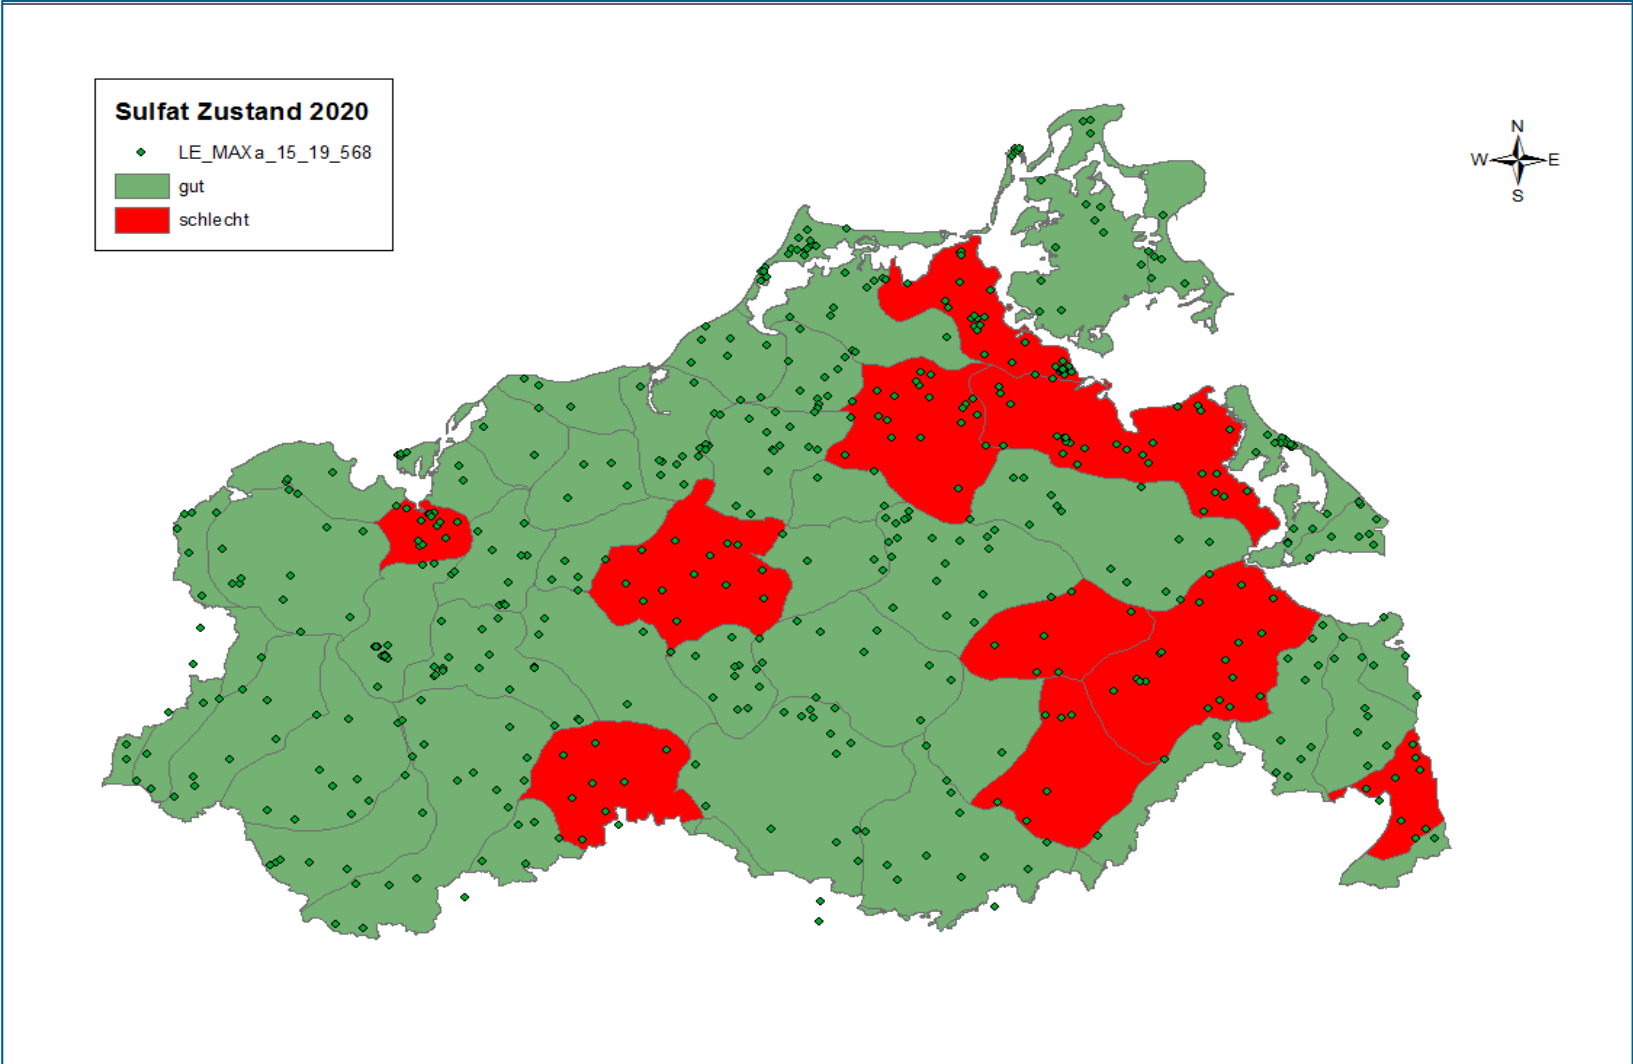 Sulfat Zustand 2020
LE_MAXa_15_19_568
gut
schlecht
N
W E
S